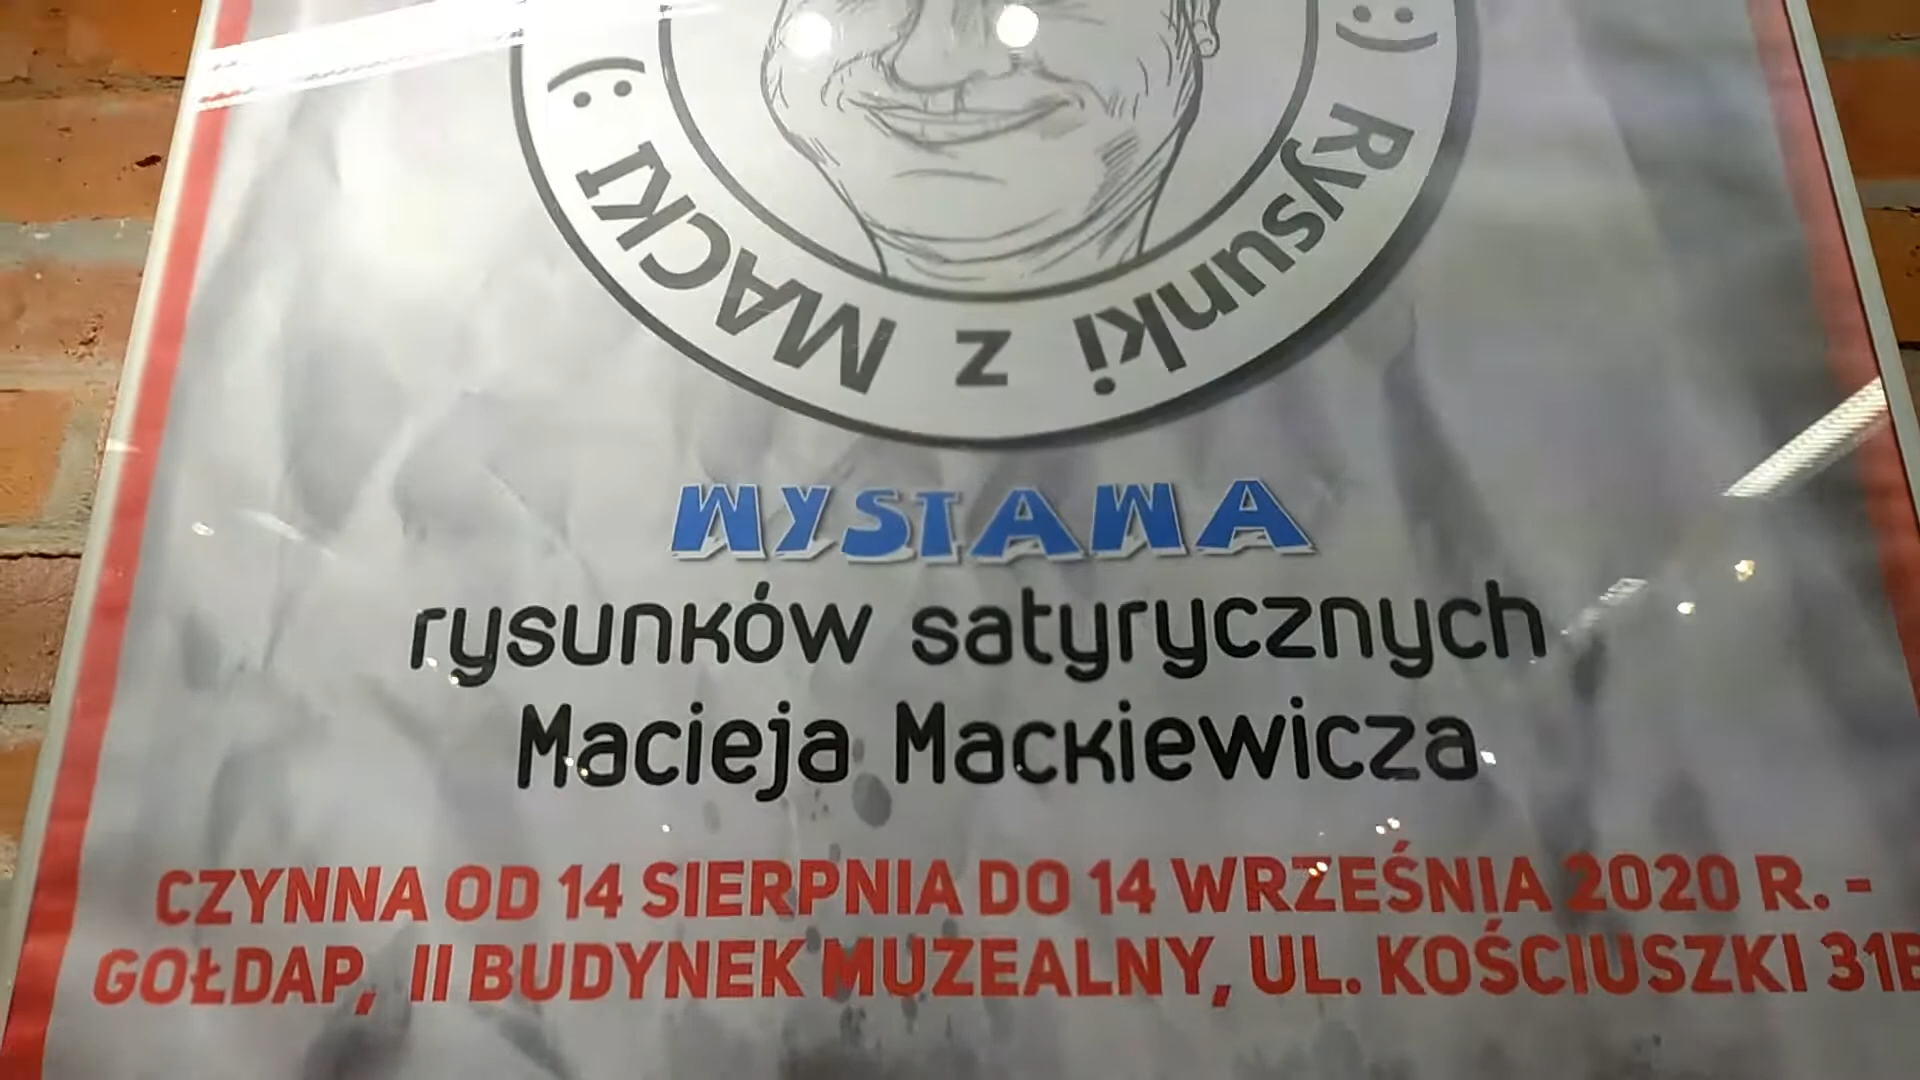 :) Rysunki z MACKI :)
WYSTAWA
rysunków satyrycznych
Macieja Mackiewicza
CZYNNA OD 14 SIERPNIA DO 14 WRZEŚNIA 2020 R. -
GOŁDAP, II BUDYNEK MUZEALNY, UL. KOŚCIUSZKI 31B